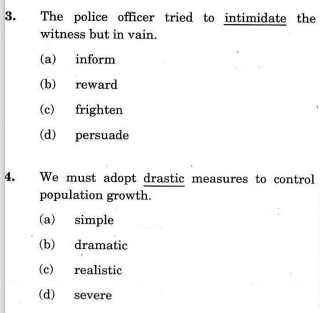 3. The police officer tried to intimidate the
witness but in vain.
(a) inform
(b) reward
(c) frighten
(d) persuade
4. We must adopt drastic measures to control
population growth.
(a) simple
(b) dramatic
(c) realistic
(d) severe